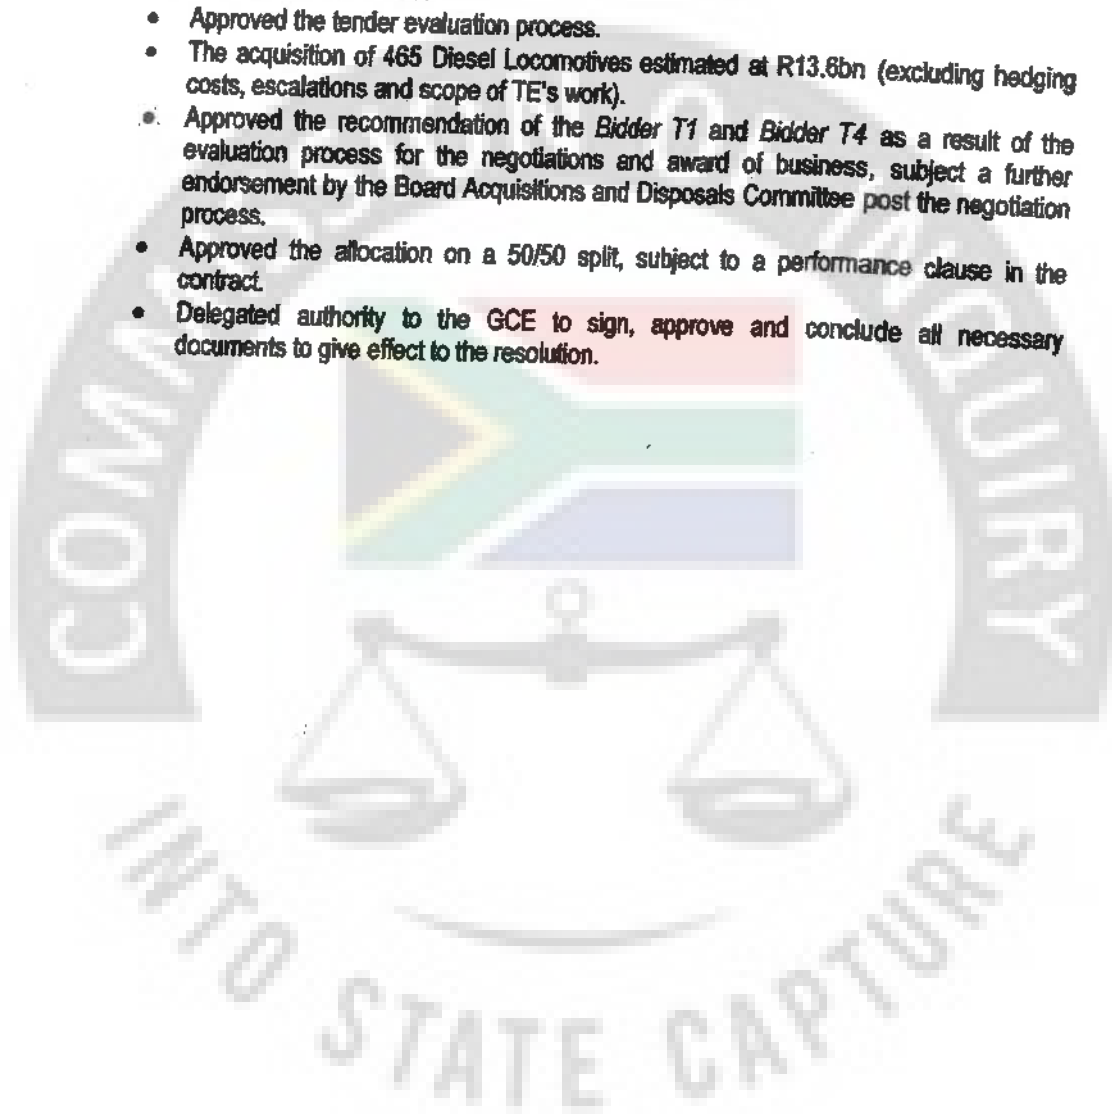 • Approved the tender evaluation process.
• The acquisition of 465 Diesel Locomotives estimated at R13.6bn (excluding hedging
costs, escalations and scope of TE's work).
• Approved the recommendation of the Bidder T1 and Bidder T4 as a result of the
evaluation process for the negotiations and award of business, subject a further
endorsement by the Board Acquisitions and Disposals Committee post the negotiation
process.
• Approved the allocation on a 50/50 split, subject to a performance clause in the
contract.
• Delegated authority to the GCE to sign, approve and conclude all necessary
documents to give effect to the resolution.
INTO STATE CAPTURE